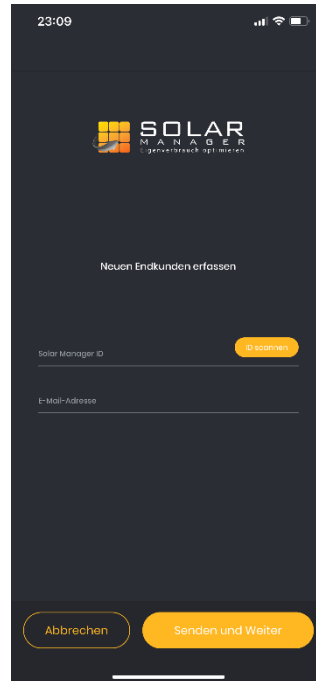 23:09
SOLAR
MANAGER
Eigenverbrauch optimieren
Neuen Endkunden erfassen
ID scannen
Solar Manager ID
E-Mail-Adresse
Abbrechen
Senden und Weiter